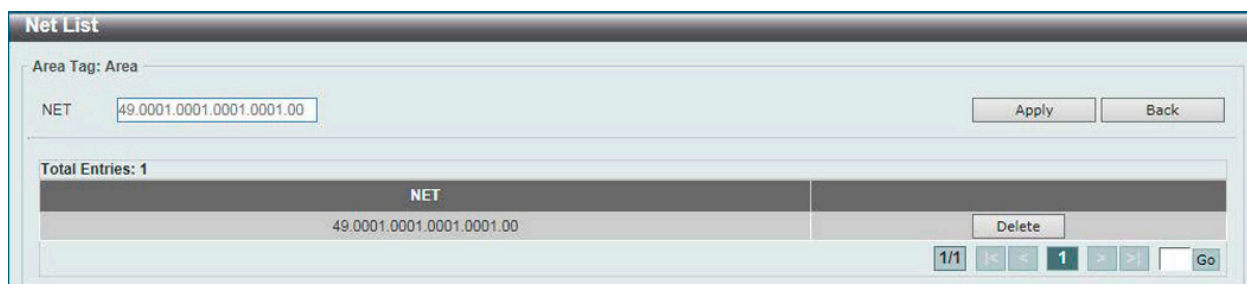 Net List
Area Tag: Area
NET 49.0001.0001.0001.0001.00 Apply Back
Total Entries: 1
NET
49.0001.0001.0001.0001.00 Delete
1/1 |< < 1 > >| Go